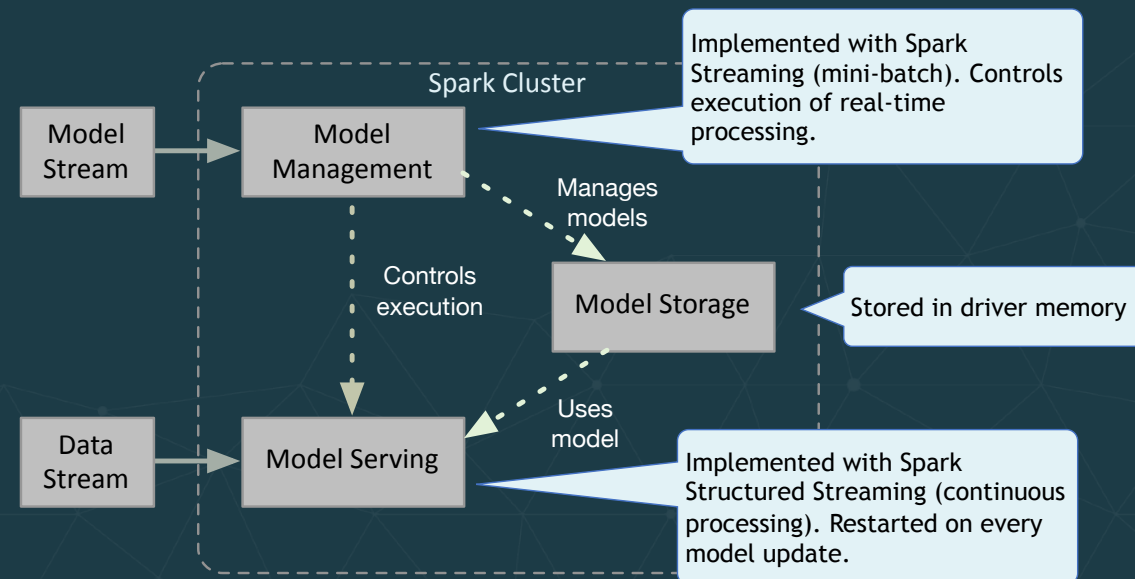 Spark Cluster
Implemented with Spark
Streaming (mini-batch). Controls
execution of real-time
processing.
Model
Stream
Model
Management
Manages
models
Controls
execution
Model Storage
Stored in driver memory
Uses
model
Data
Stream
Model Serving
Implemented with Spark
Structured Streaming (continuous
processing). Restarted on every
model update.